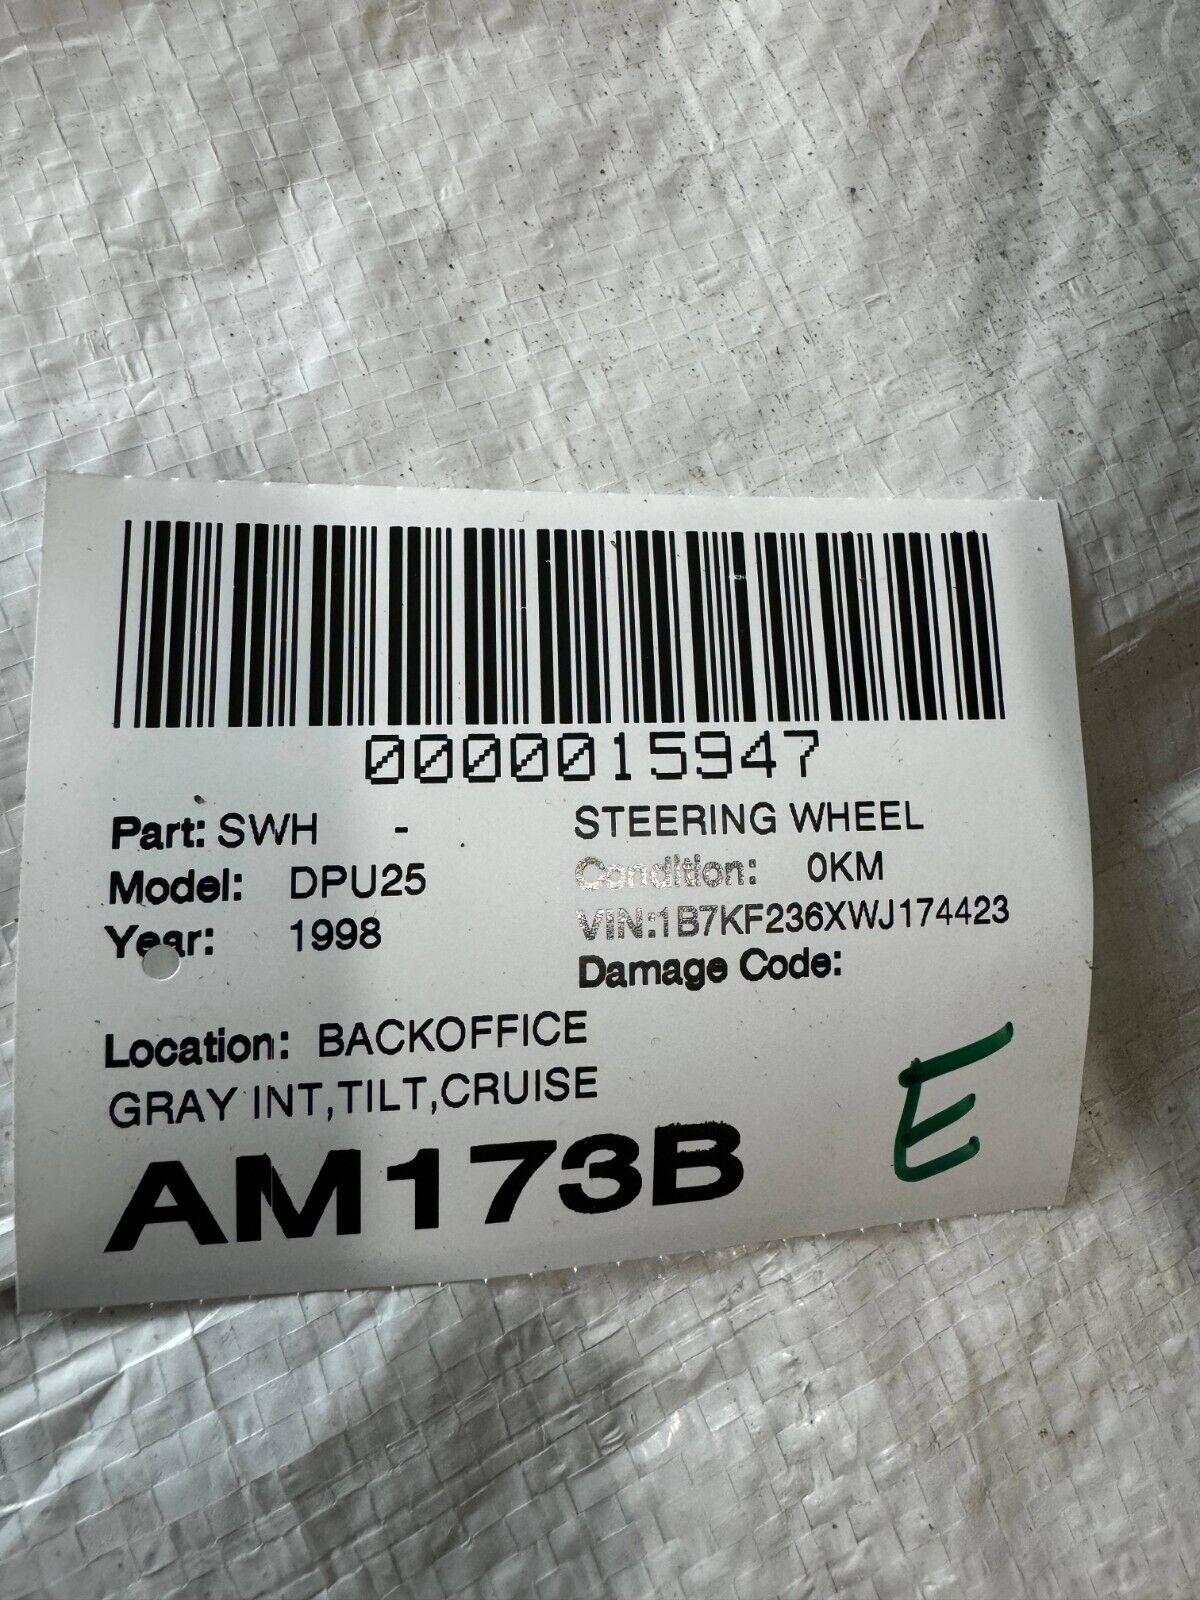 0000015947
Part: SWH - STEERING WHEEL
Model: DPU25 Condition: 0KM
Year: 1998 VIN:1B7KF236XWJ174423
Damage Code:
Location: BACKOFFICE
GRAY INT,TILT,CRUISE
AM173B E